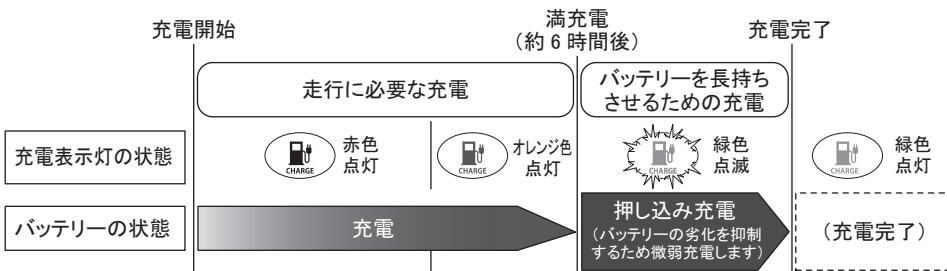 充電開始
満充電
（約6時間後）
充電完了
走行に必要な充電
バッテリーを長持ち
させるための充電
充電表示灯の状態
CHARGE
赤色
点灯
CHARGE
オレンジ色
点灯
CHARGE
緑色
点滅
CHARGE
緑色
点灯
バッテリーの状態
充電
押し込み充電
（バッテリーの劣化を抑制
するため微弱充電します）
（充電完了）